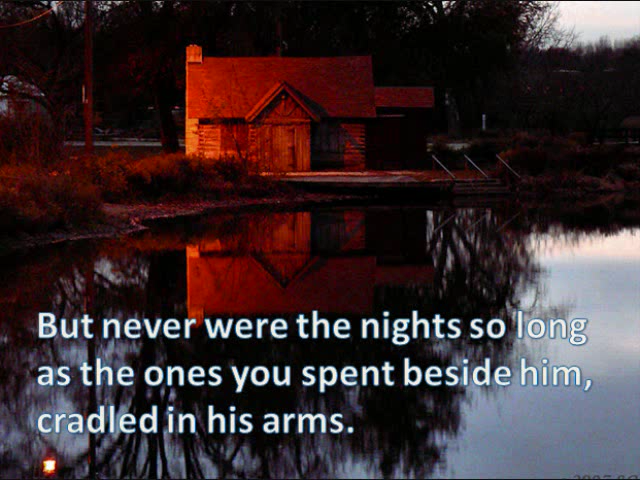 But never were the nights so long
as the ones you spent beside him,
cradled in his arms.